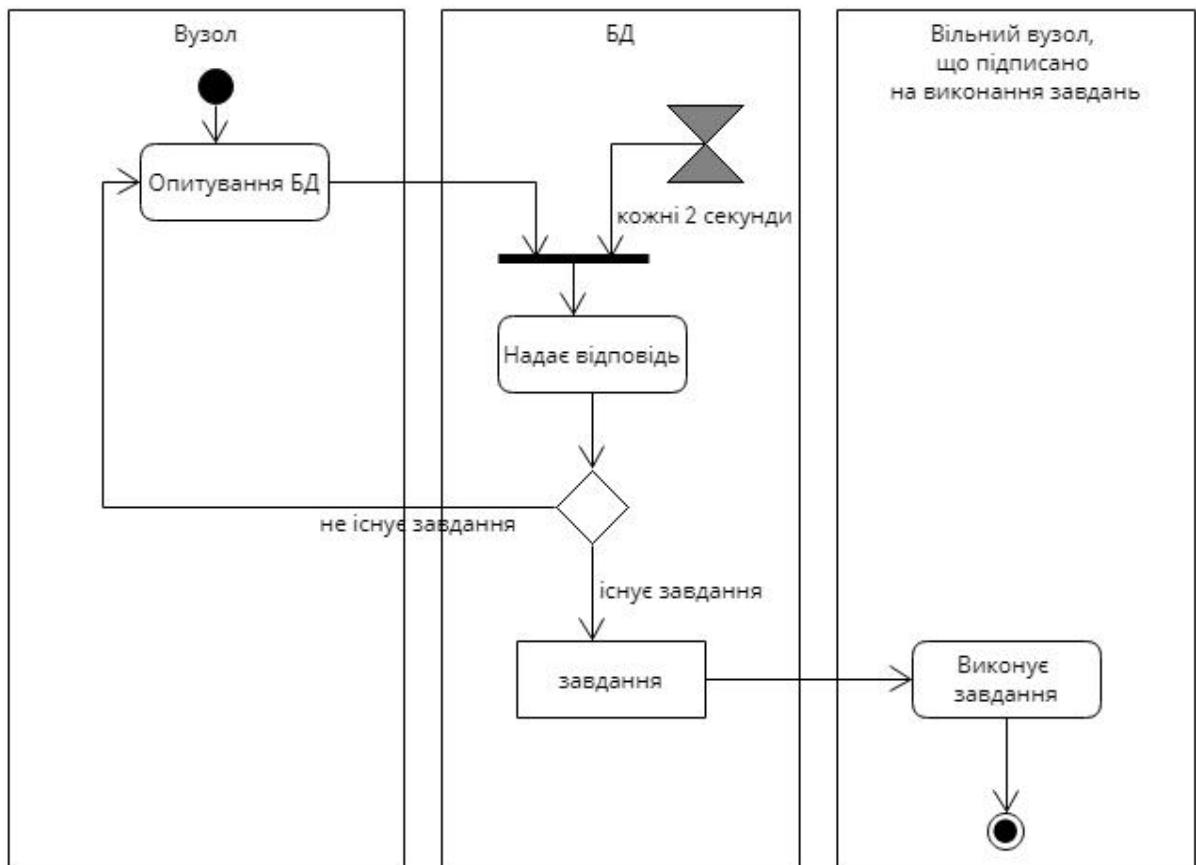 Вузол
БД
Вільний вузол,
що підписано
на виконання завдань
Опитування БД
кожні 2 секунди
Надає відповідь
не існує завдання
існує завдання
завдання
Виконує
завдання